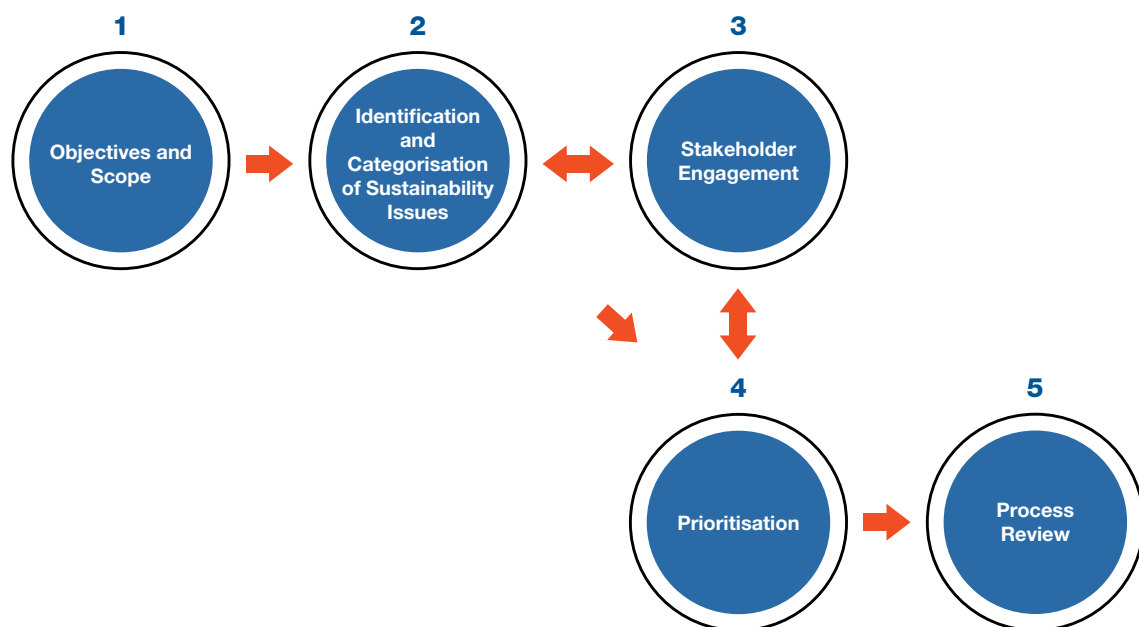 1
Objectives and
Scope
2
Identification
and
Categorisation
of Sustainability
Issues
3
Stakeholder
Engagement
4
Prioritisation
5
Process
Review